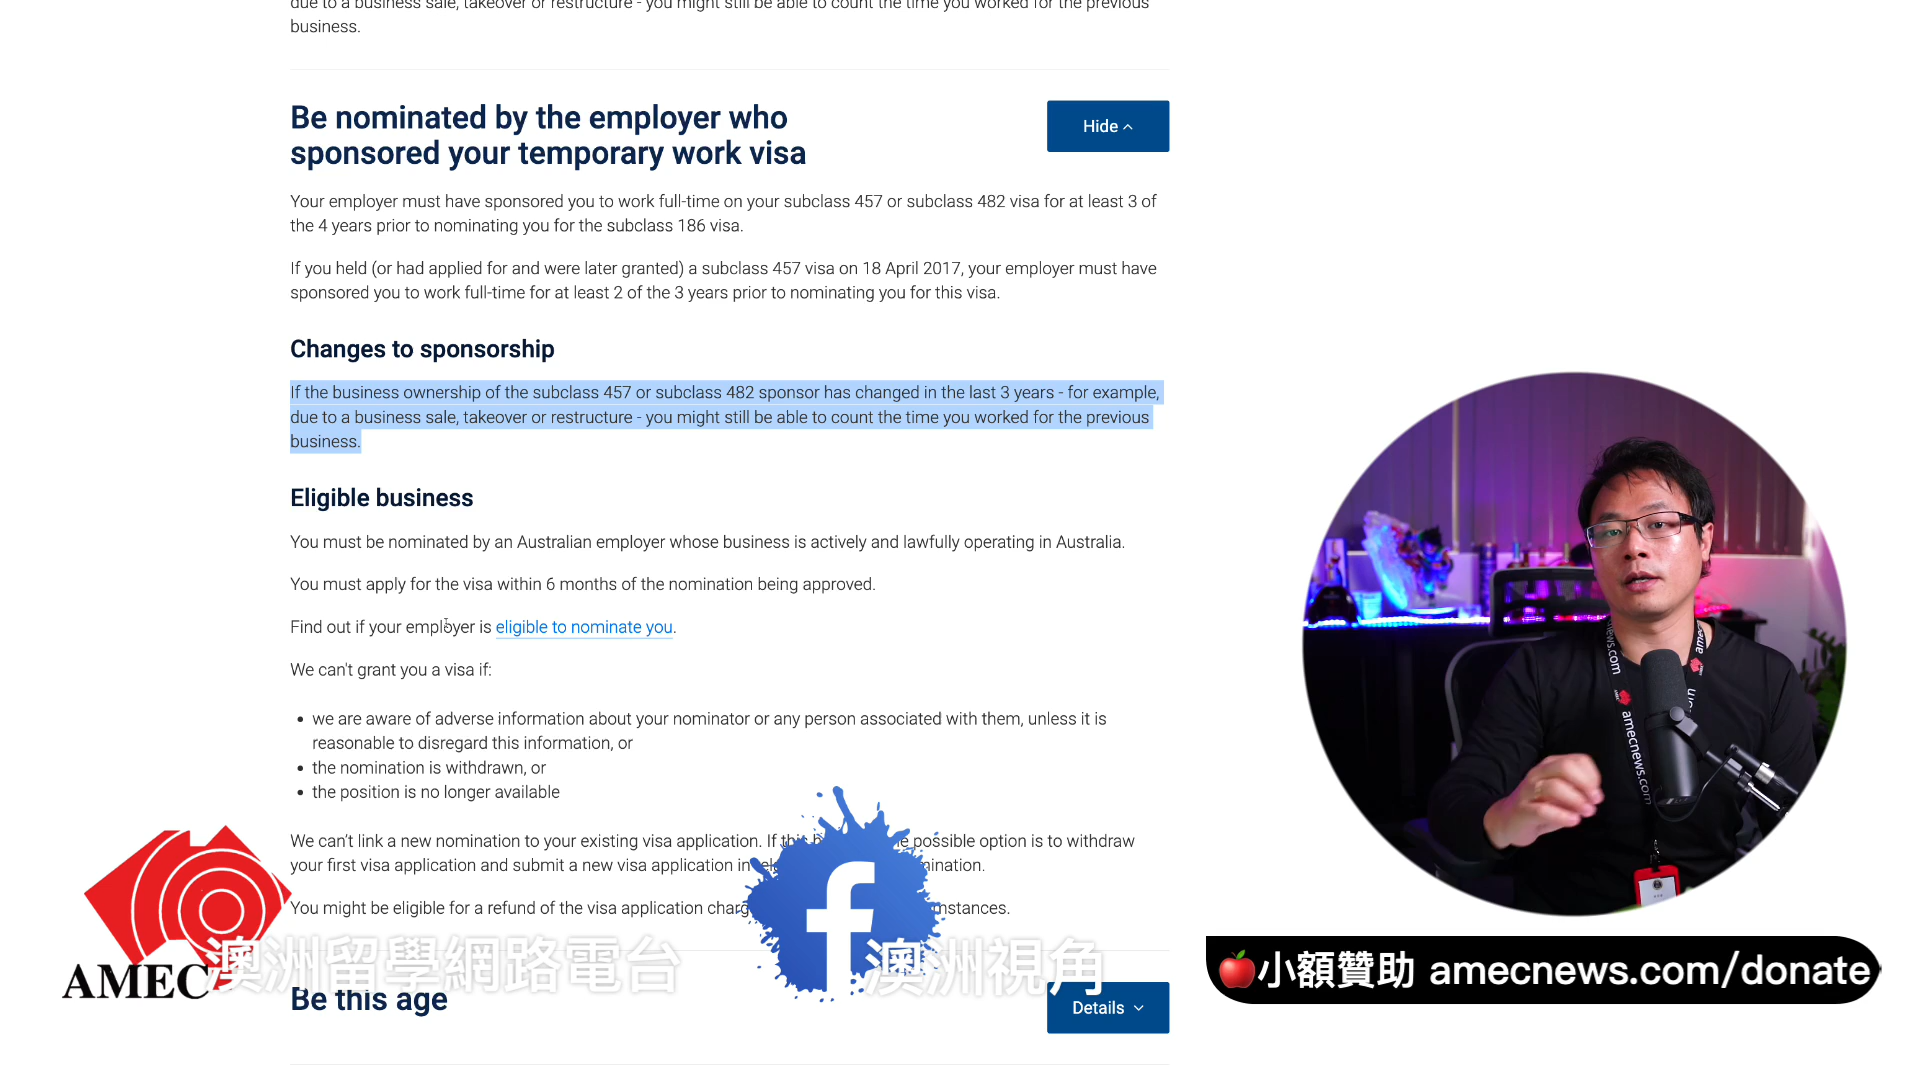 due to a business sale, takeover or restructure - you might still be able to count the time you worked for the previous
business.
Be nominated by the employer who
sponsored your temporary work visa
Hide
Your employer must have sponsored you to work full-time on your subclass 457 or subclass 482 visa for at least 3 of
the 4 years prior to nominating you for the subclass 186 visa.
If you held (or had applied for and were later granted) a subclass 457 visa on 18 April 2017, your employer must have
sponsored you to work full-time for at least 2 of the 3 years prior to nominating you for this visa.
Changes to sponsorship
If the business ownership of the subclass 457 or subclass 482 sponsor has changed in the last 3 years - for example,
due to a business sale, takeover or restructure - you might still be able to count the time you worked for the previous
business.
Eligible business
You must be nominated by an Australian employer whose business is actively and lawfully operating in Australia.
You must apply for the visa within 6 months of the nomination being approved.
Find out if your employer is eligible to nominate you.
We can't grant you a visa if:
• we are aware of adverse information about your nominator or any person associated with them, unless it is
reasonable to disregard this information, or
• the nomination is withdrawn, or
• the position is no longer available
We can't link a new nomination to your existing visa application. If possible option is to withdraw
your first visa application and submit a new visa application in
You might be eligible for a refund of the visa application
AMEC
澳洲留學網路電台
澳洲視角
Be this age
Details
小額贊助 amecnews.com/donate
amecnews.com